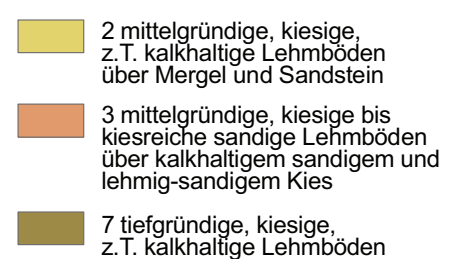 2 mittelgründige, kiesige,
z.T. kalkhaltige Lehmböden
über Mergel und Sandstein
3 mittelgründige, kiesige bis
kiesreiche sandige Lehmböden
über kalkhaltigem sandigem und
lehmig-sandigem Kies
7 tiefgründige, kiesige,
z.T. kalkhaltige Lehmböden